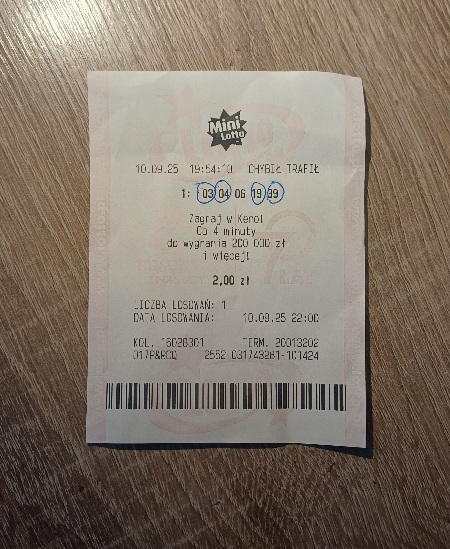 Mini
Lotto
10.09.25 19:54:10 CHYBIŁ TRAFIŁ
1: 03 04 06 19 39
Zagraj w Keno!
Co 4 minuty
do wygrania 200 000 zł
i więcej!
2,00 zł
LICZBA LOSOWAŃ: 1
DATA LOSOWANIA: 10.09.25 22:00
KOL. 16028301 TERM. 20013202
2552 031743281-101424